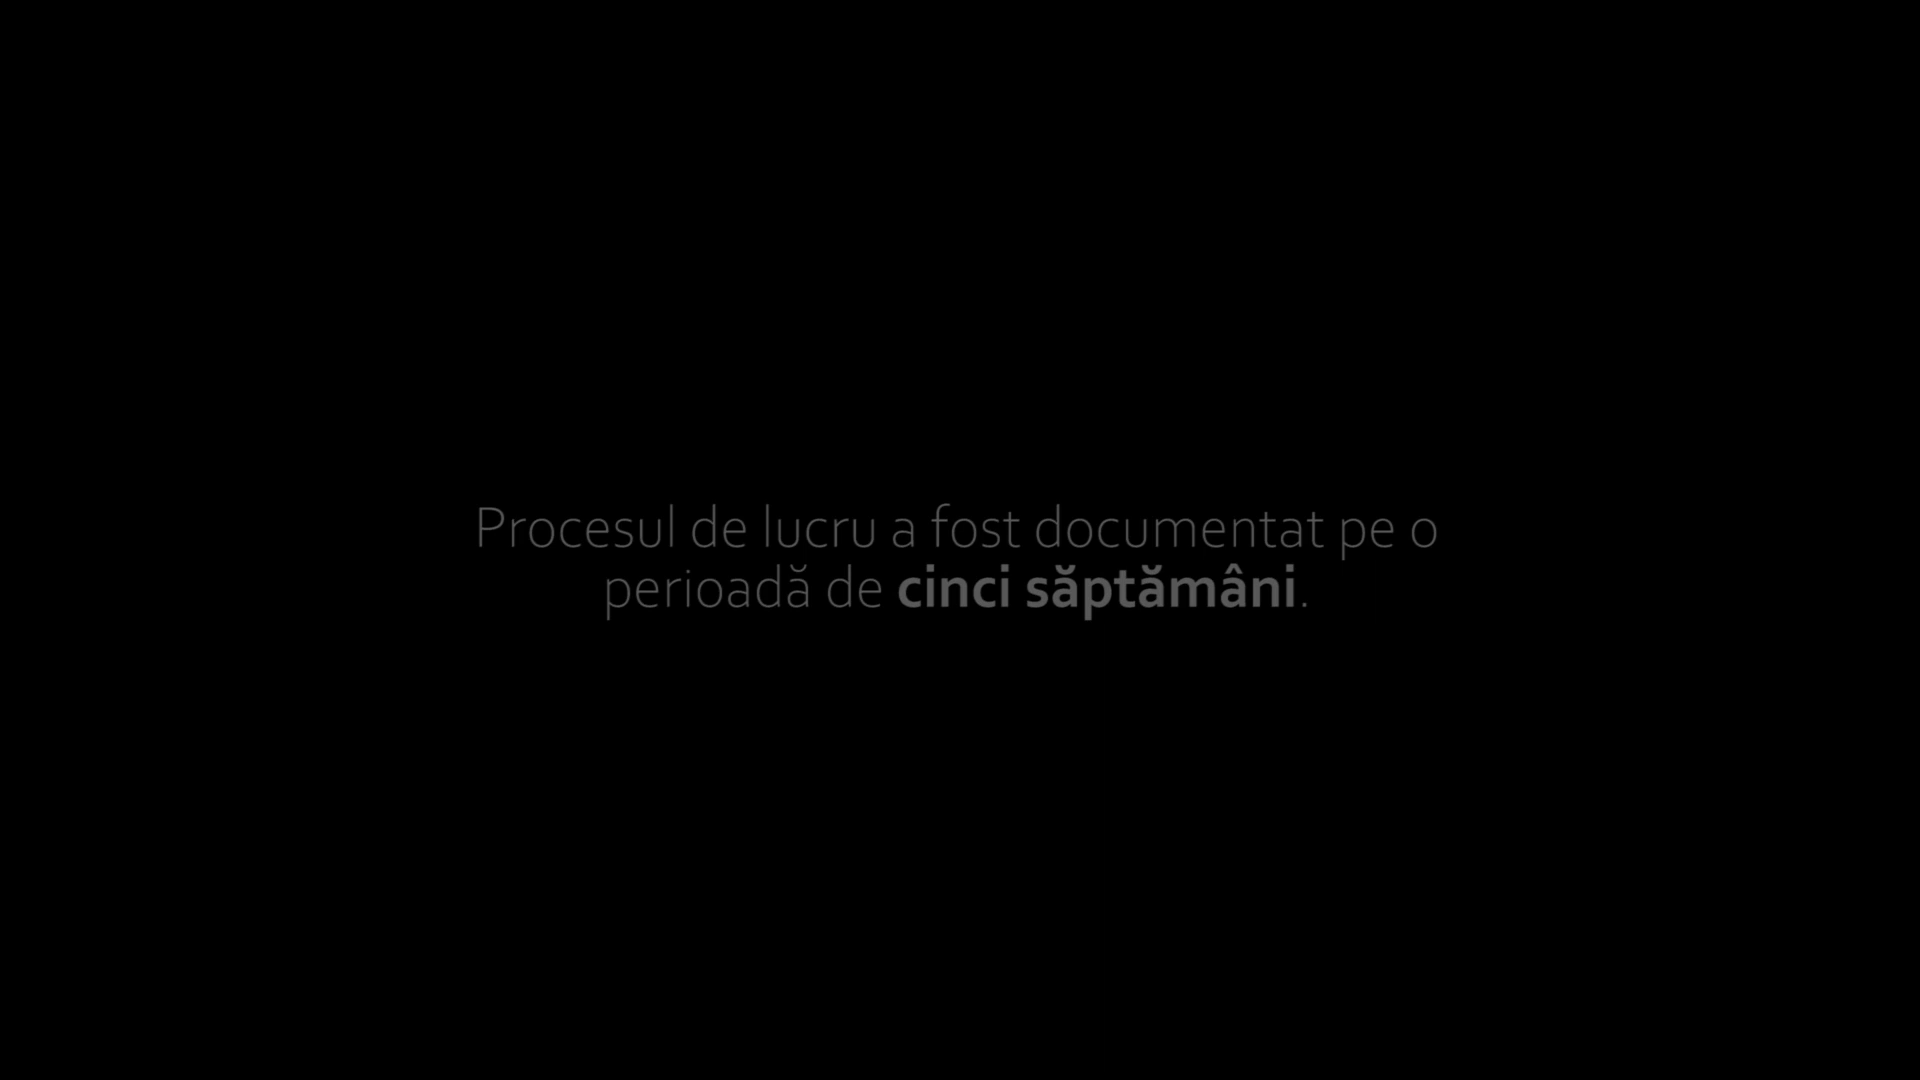 Procesul de lucru a fost documentat pe o
perioadă de cinci săptămâni.